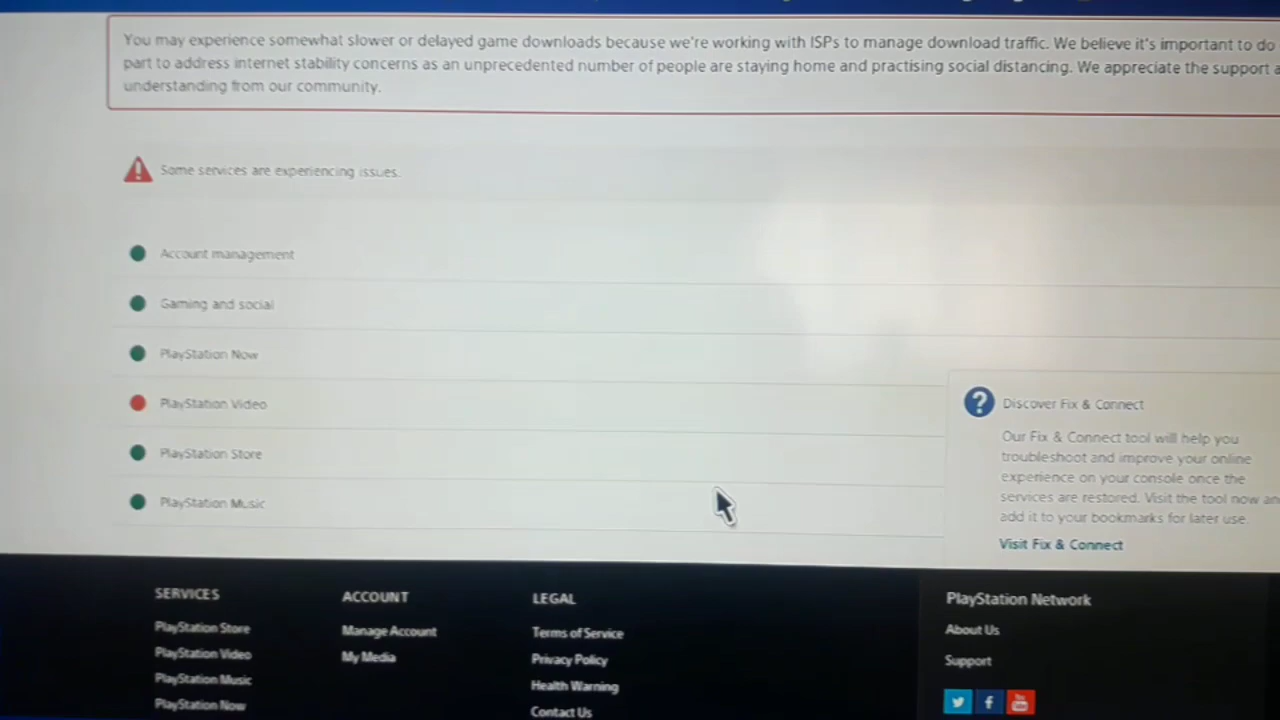 You may experience somewhat slower or delayed game downloads because we're working with ISPs to manage download traffic. We believe it's important to do
part to address internet stability concerns as an unprecedented number of people are staying home and practising social distancing. We appreciate the support
understanding from our community.
Some services are experiencing issues.
Account management
Gaming and social
PlayStation Now
PlayStation Video
PlayStation Store
PlayStation Music
Discover Fix & Connect
Our Fix & Connect tool will help you
troubleshoot and improve your online
experience on your console once the
services are restored. Visit the tool now
add it to your bookmarks for later use.
Visit Fix & Connect
SERVICES
PlayStation Store
PlayStation Video
PlayStation Music
PlayStation Now
ACCOUNT
Manage Account
My Media
LEGAL
Terms of Service
Privacy Policy
Health Warning
Contact Us
PlayStation Network
About Us
Support